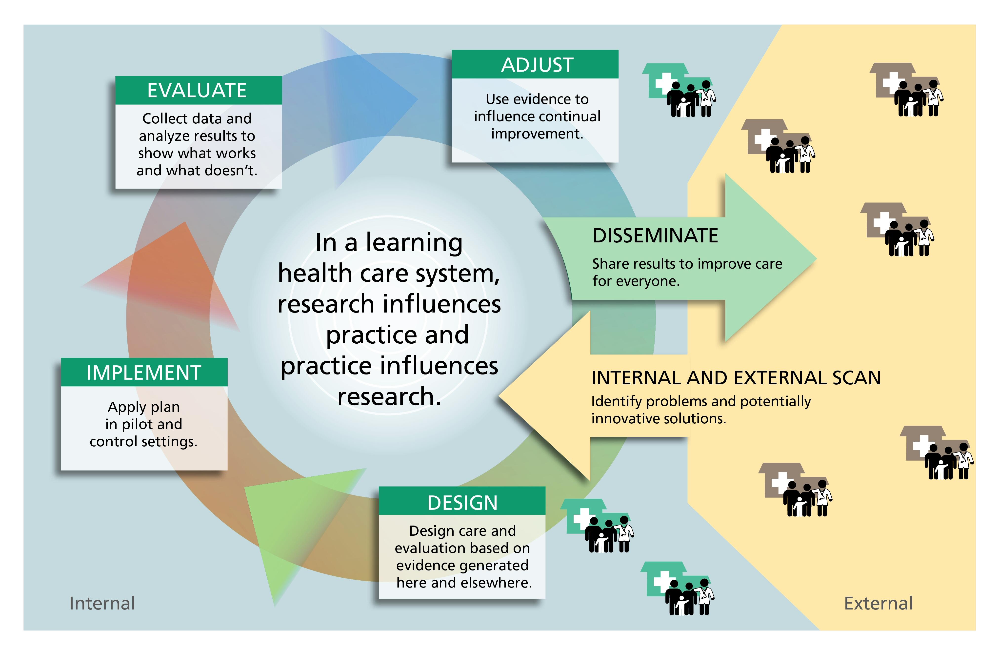 EVALUATE
Collect data and
analyze results to
show what works
and what doesn't.
ADJUST
Use evidence to
influence continual
improvement.
In a learning
health care system,
research influences
practice and
practice influences
research.
DISSEMINATE
Share results to improve care
for everyone.
INTERNAL AND EXTERNAL SCAN
Identify problems and potentially
innovative solutions.
IMPLEMENT
Apply plan
in pilot and
control settings.
DESIGN
Design care and
evaluation based on
evidence generated
here and elsewhere.
Internal
External